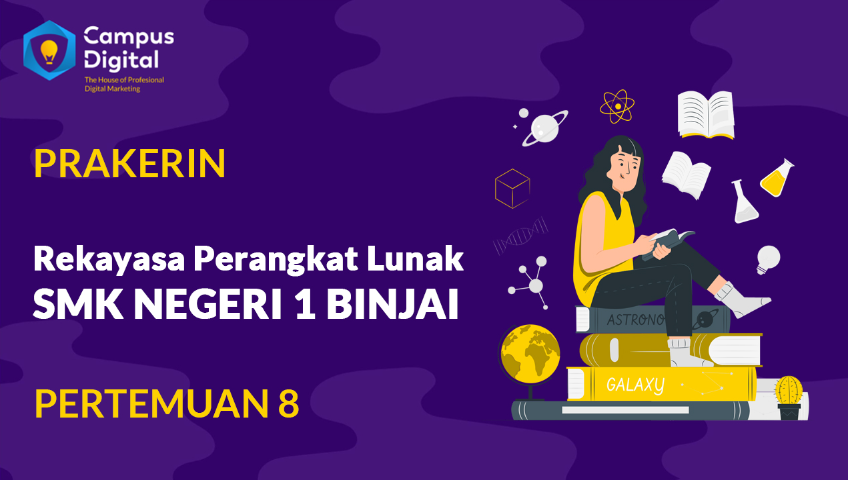 Campus
Digital
The House of Profesional
Digital Marketing
PRAKERIN
Rekayasa Perangkat Lunak
SMK NEGERI 1 BINJAI
PERTEMUAN 8
ASTRONO
GALAXY